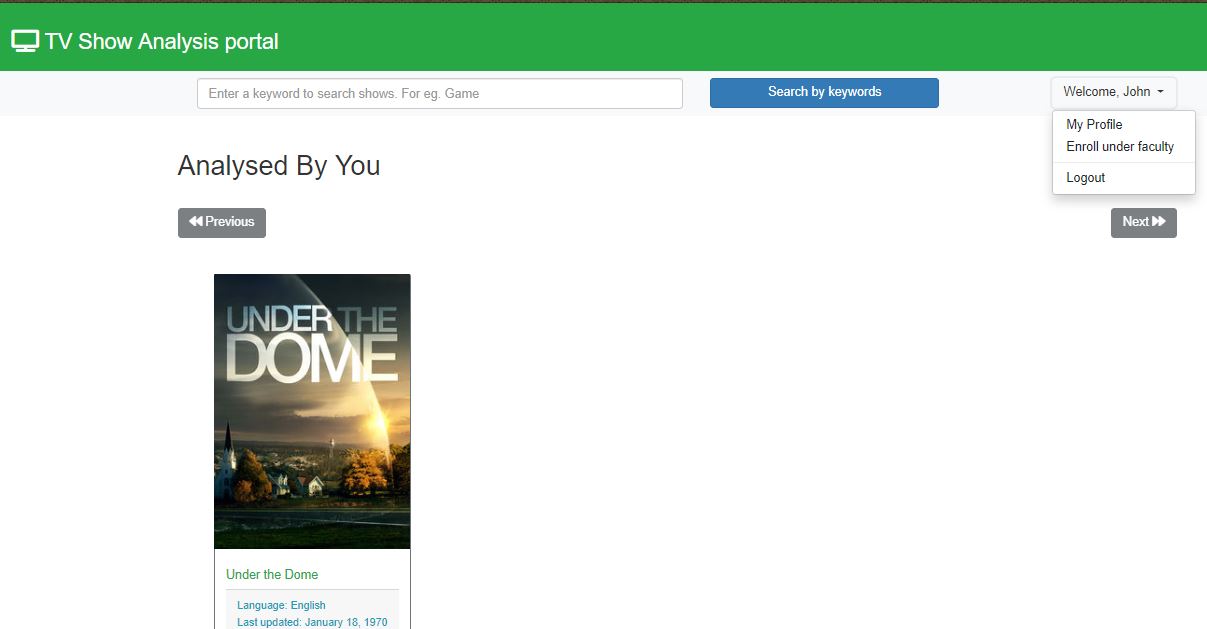 TV Show Analysis portal
Enter a keyword to search shows. For eg. Game
Search by keywords
Welcome, John
My Profile
Enroll under faculty
Logout
Analysed By You
Previous
Next
UNDER THE
DOME
Under the Dome
Language: English
Last updated: January 18, 1970